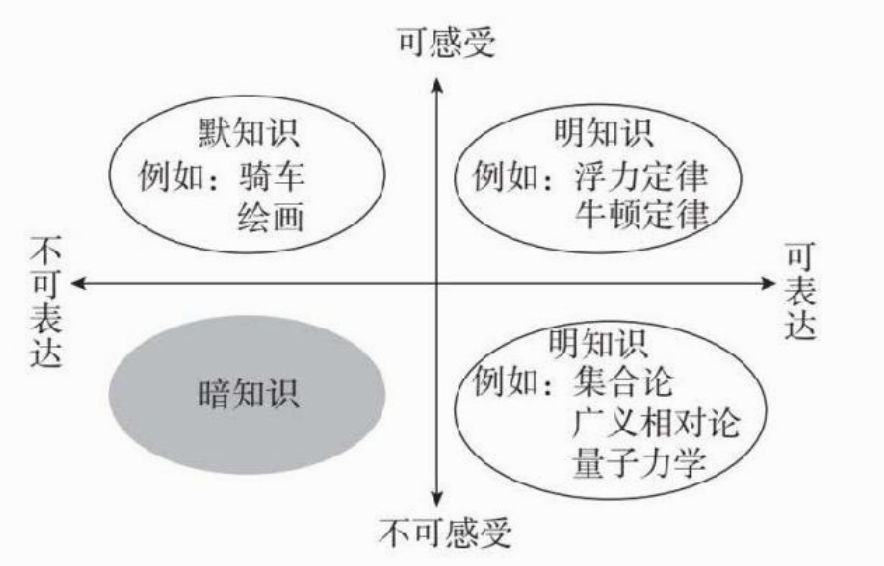 可感受
默知识
例如：骑车
绘画
明知识
例如：浮力定律
牛顿定律
不可表达
可表达
暗知识
明知识
例如：集合论
广义相对论
量子力学
不可感受